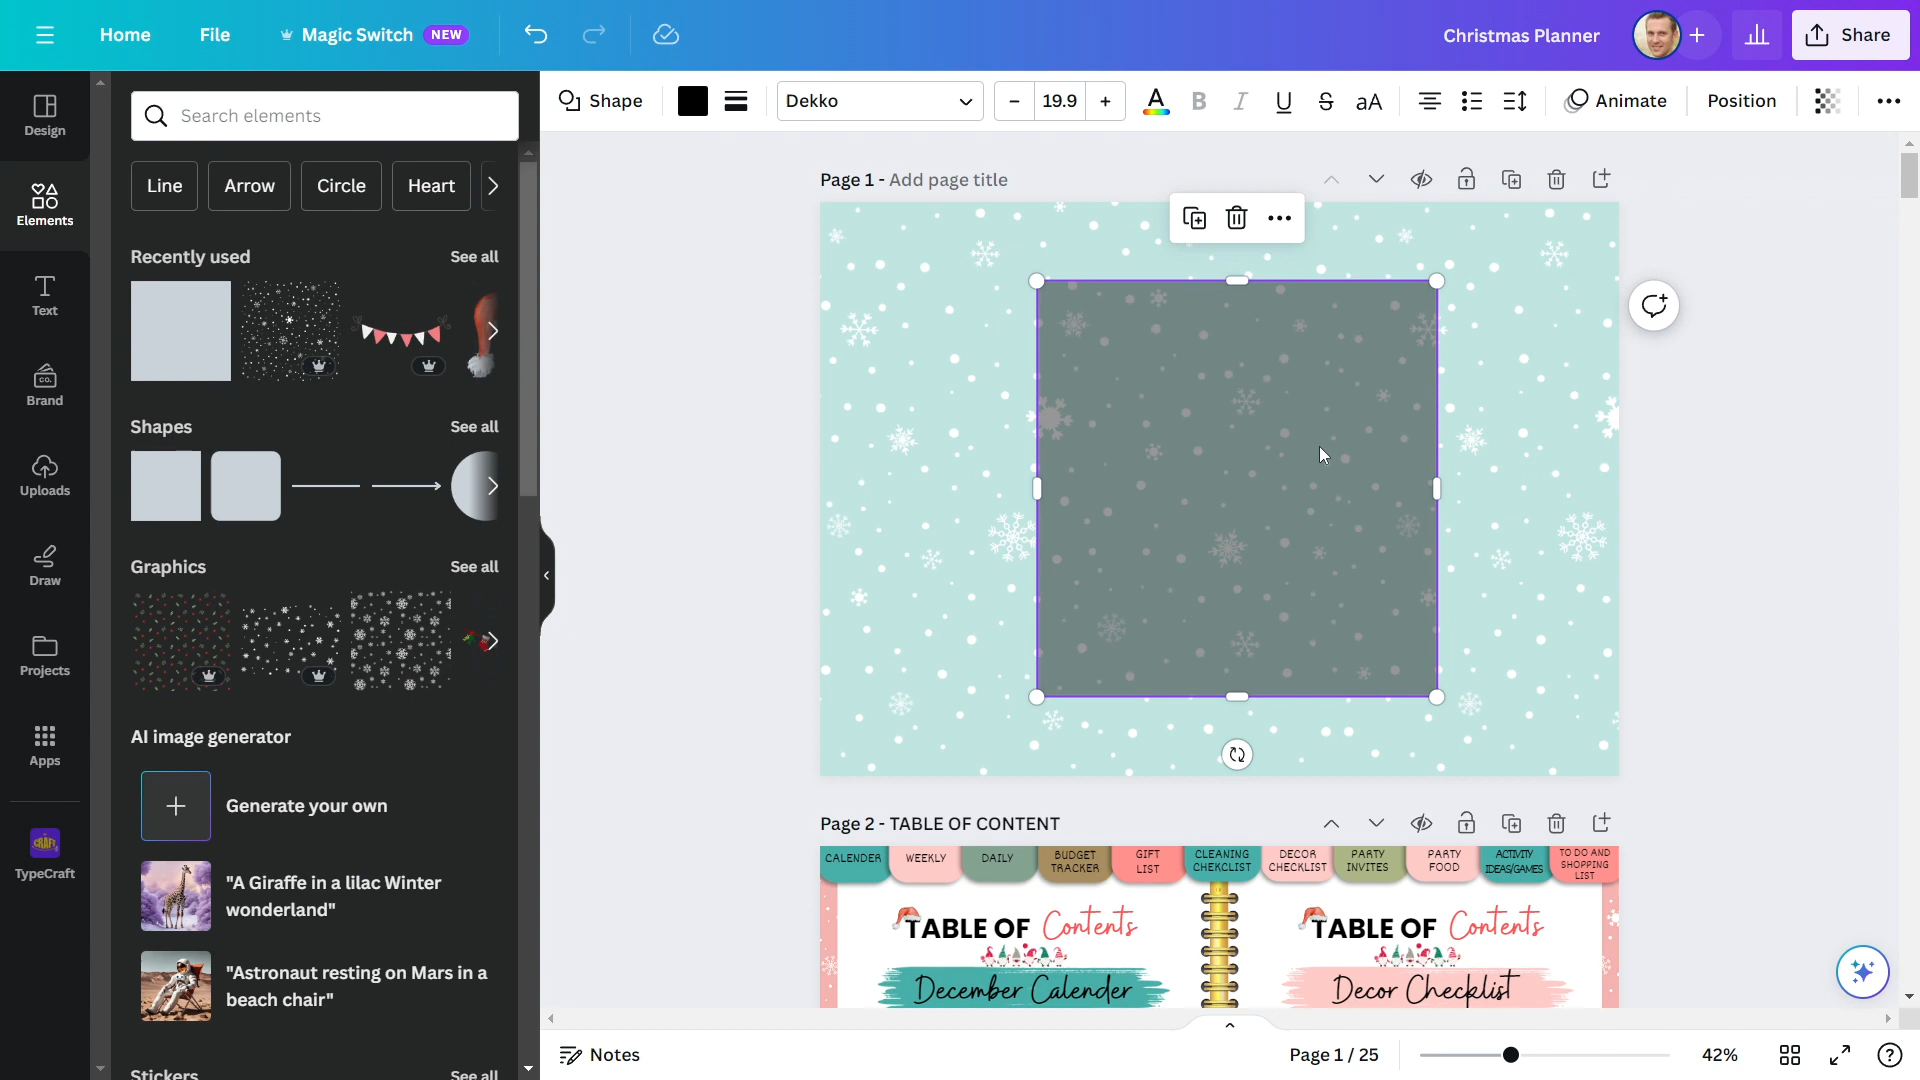 Home
File
Magic Switch NEW
Christmas Planner
Share
Design
Elements
Text
Brand
Uploads
Draw
Projects
Apps
TypeCraft
Search elements
Line
Arrow
Circle
Heart
Recently used
See all
Shapes
See all
Graphics
See all
AI image generator
Generate your own
"A Giraffe in a lilac Winter
wonderland"
"Astronaut resting on Mars in a
beach chair"
Stickers
See all
Shape
Dekko
- 19.9 +
A B I U S aA
Animate
Position
Page 1 - Add page title
Page 2 - TABLE OF CONTENT
CALENDER
WEEKLY
DAILY
BUDGET
TRACKER
GIFT
LIST
CLEANING
CHEKCLIST
DECOR
CHECKLIST
PARTY
INVITES
PARTY
FOOD
ACTIVITY
IDEAS/GAMES
TO DO AND
SHOPPING
LIST
TABLE OF Contents
December Calender
TABLE OF Contents
Decor Checklist
Notes
Page 1 / 25
42%